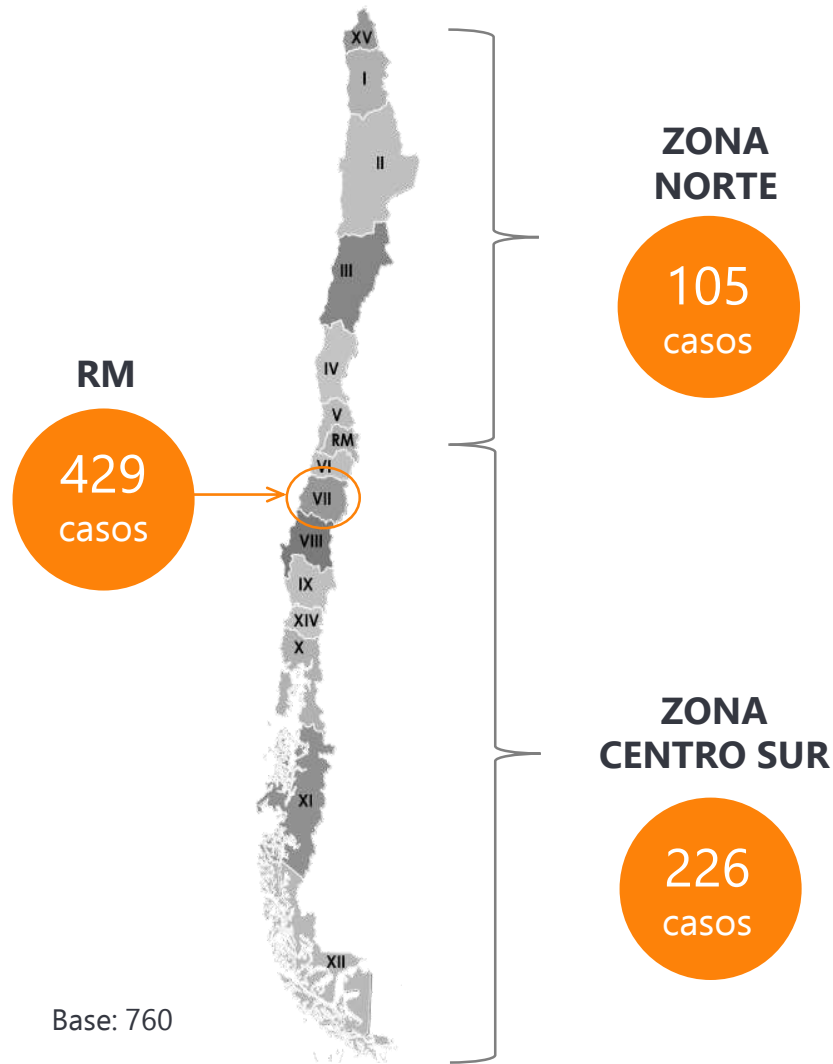 XV
I
II
III
IV
V
RM
VI
VII
VIII
IX
XIV
X
XI
XII
RM
429
casos
ZONA
NORTE
105
casos
ZONA
CENTRO SUR
226
casos
Base: 760